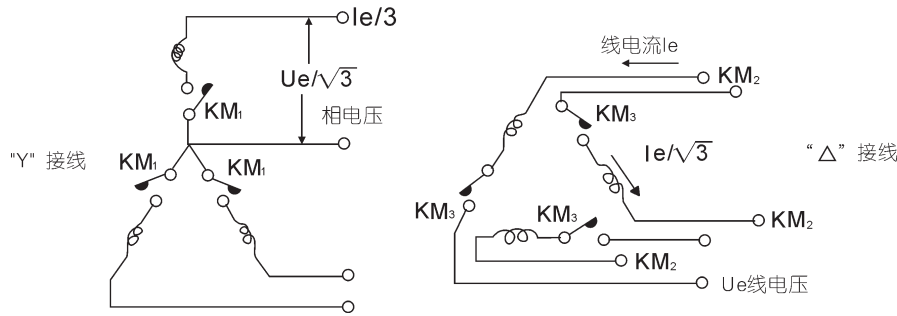 Ie/3
Ue/√3
KM₁
相电压
"Y" 接线
KM₁
KM₁
线电流Ie
KM₂
KM₃
Ie/√3
“△” 接线
KM₃
KM₃
KM₂
KM₂
Ue线电压